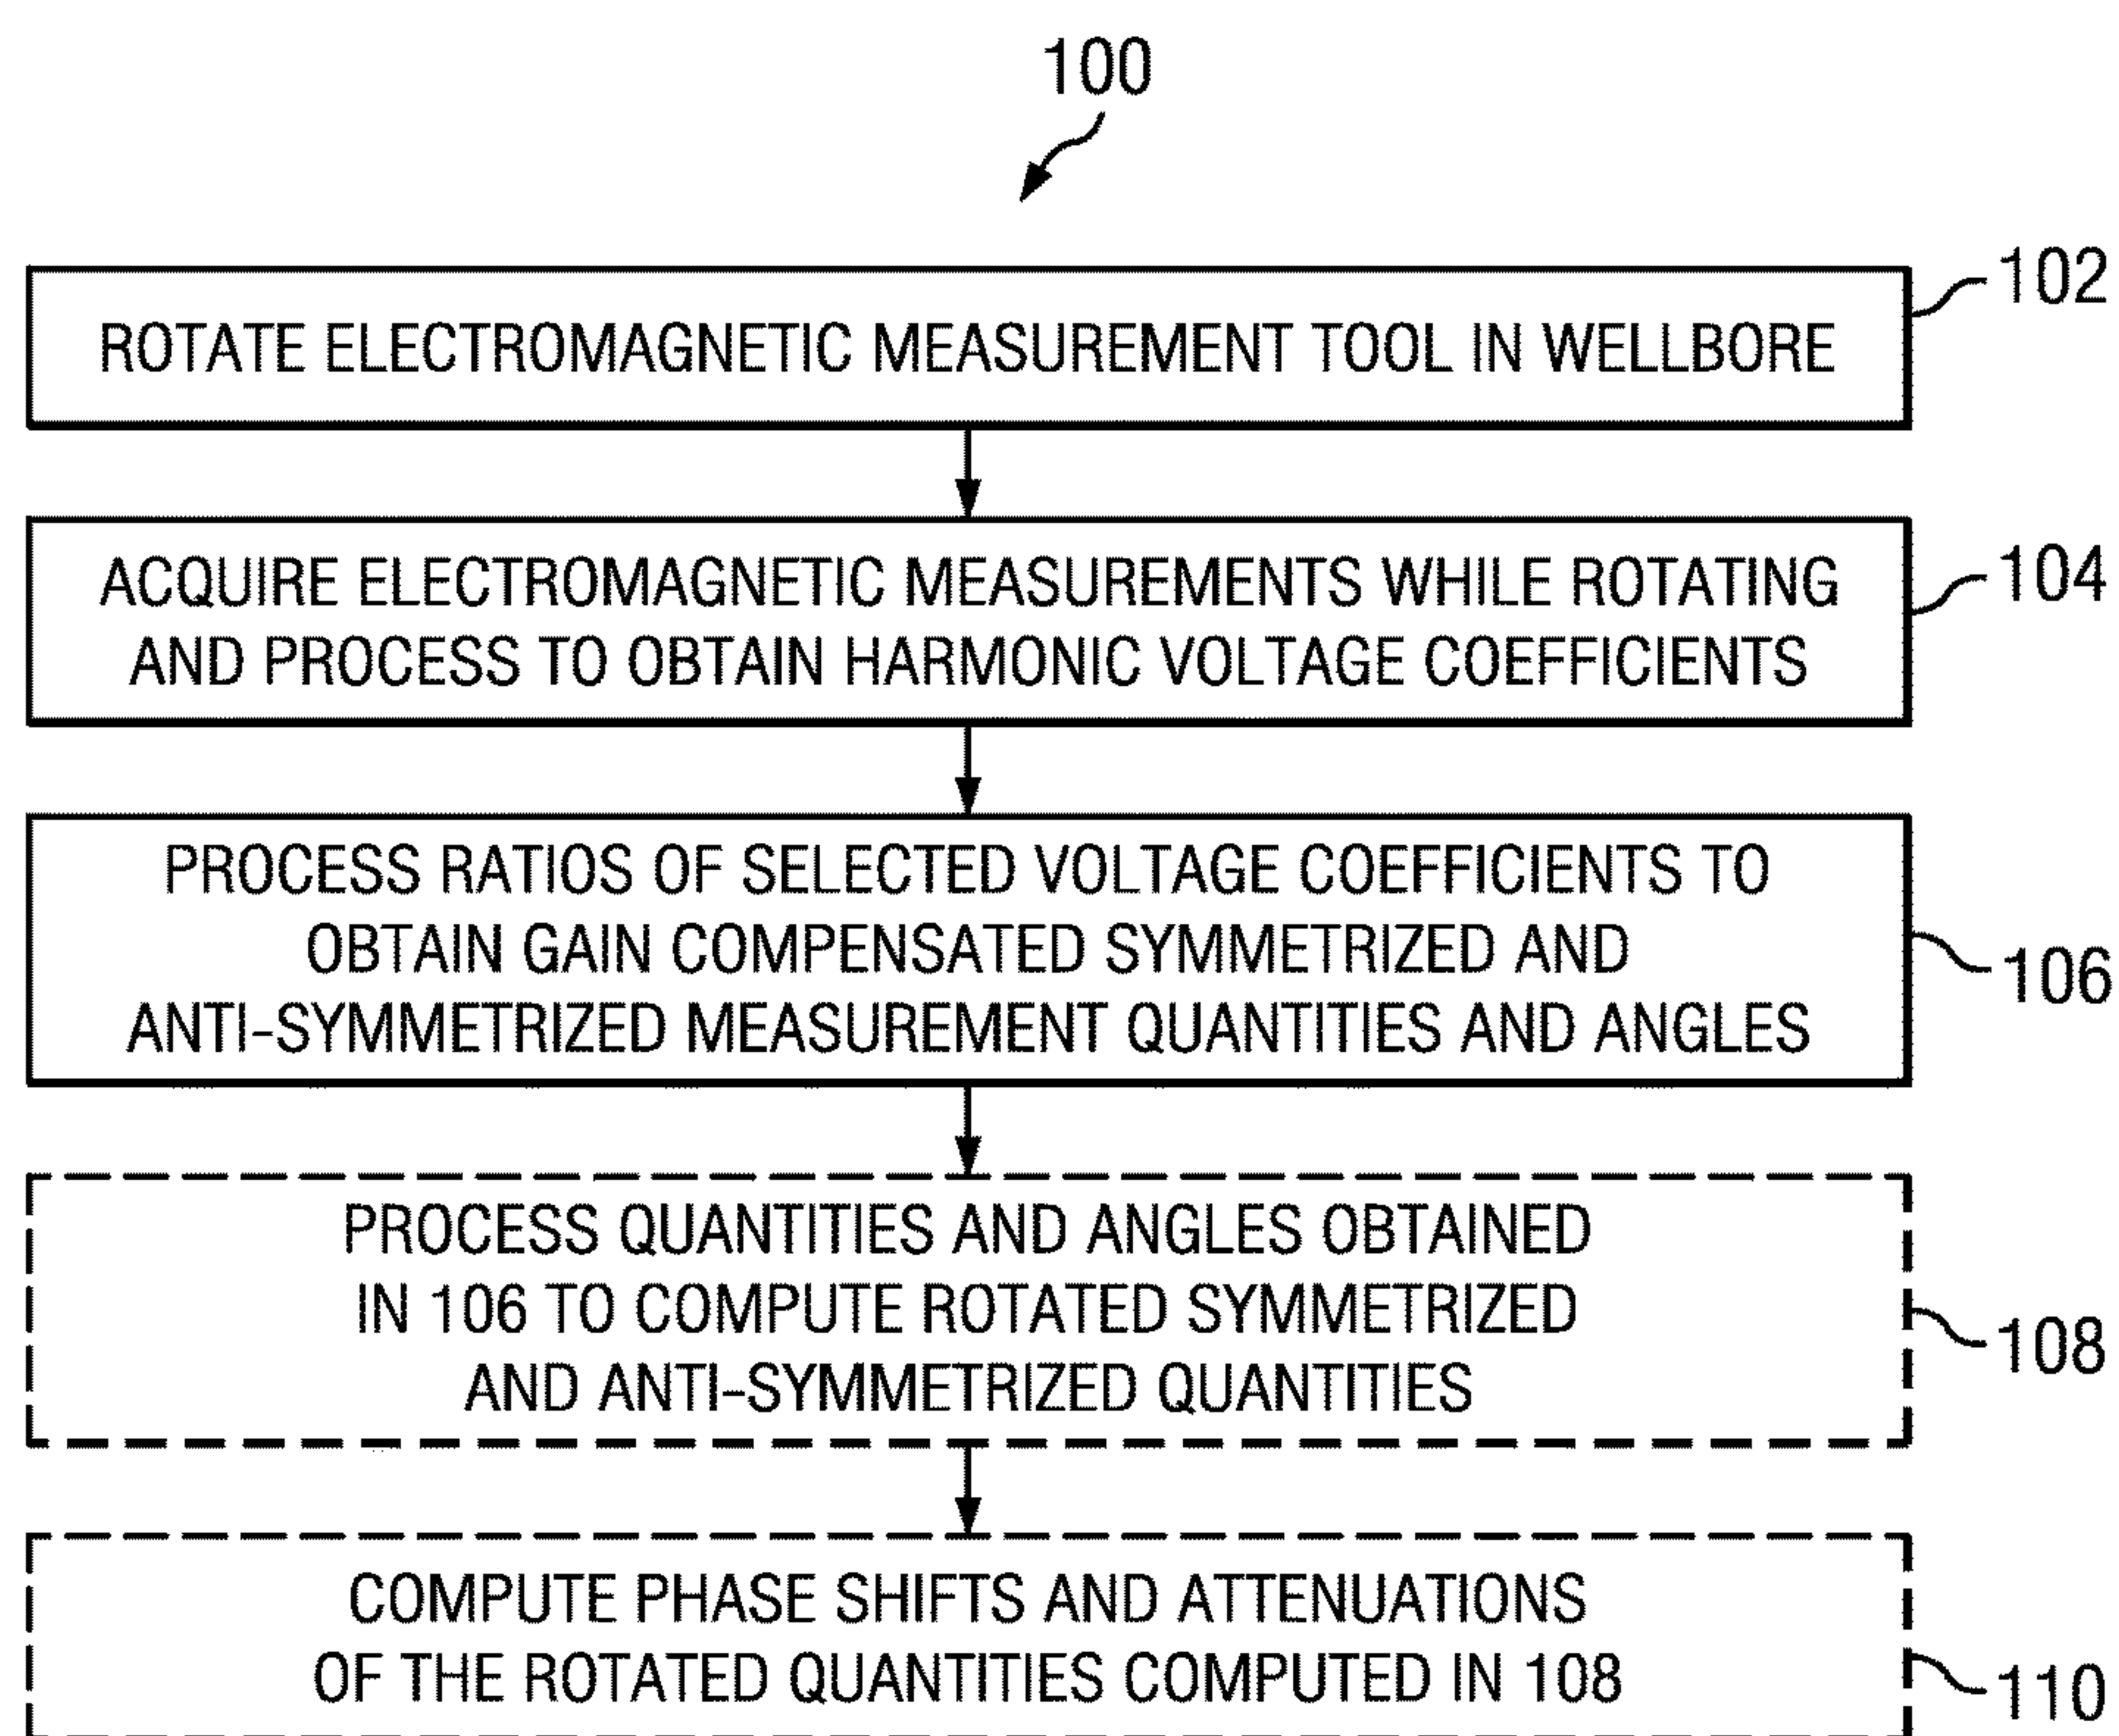 100
102
ROTATE ELECTROMAGNETIC MEASUREMENT TOOL IN WELLBORE
104
ACQUIRE ELECTROMAGNETIC MEASUREMENTS WHILE ROTATING
AND PROCESS TO OBTAIN HARMONIC VOLTAGE COEFFICIENTS
PROCESS RATIOS OF SELECTED VOLTAGE COEFFICIENTS TO
OBTAIN GAIN COMPENSATED SYMMETRIZED AND
ANTI-SYMMETRIZED MEASUREMENT QUANTITIES AND ANGLES
106
PROCESS QUANTITIES AND ANGLES OBTAINED
IN 106 TO COMPUTE ROTATED SYMMETRIZED
AND ANTI-SYMMETRIZED QUANTITIES
108
COMPUTE PHASE SHIFTS AND ATTENUATIONS
OF THE ROTATED QUANTITIES COMPUTED IN 108
110